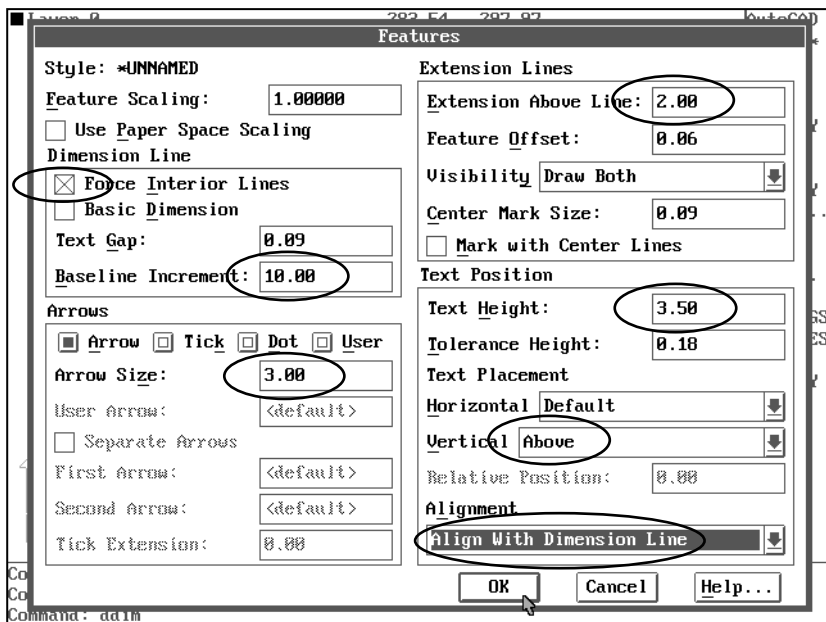 Layer 0 293.54 297.97 AutoCAD
Features
Style: *UNNAMED
Feature Scaling: 1.00000
Use Paper Space Scaling
Dimension Line
Force Interior Lines
Basic Dimension
Text Gap: 0.09
Baseline Increment: 10.00
Arrows
Arrow Tick Dot User
Arrow Size: 3.00
User Arrow: <default>
Separate Arrows
First Arrow: <default>
Second Arrow: <default>
Tick Extension: 0.00
Extension Lines
Extension Above Line: 2.00
Feature Offset: 0.06
Visibility Draw Both
Center Mark Size: 0.09
Mark with Center Lines
Text Position
Text Height: 3.50
Tolerance Height: 0.18
Text Placement
Horizontal Default
Vertical Above
Relative Position: 0.00
Alignment
Align With Dimension Line
OK Cancel Help...
Command: ddim